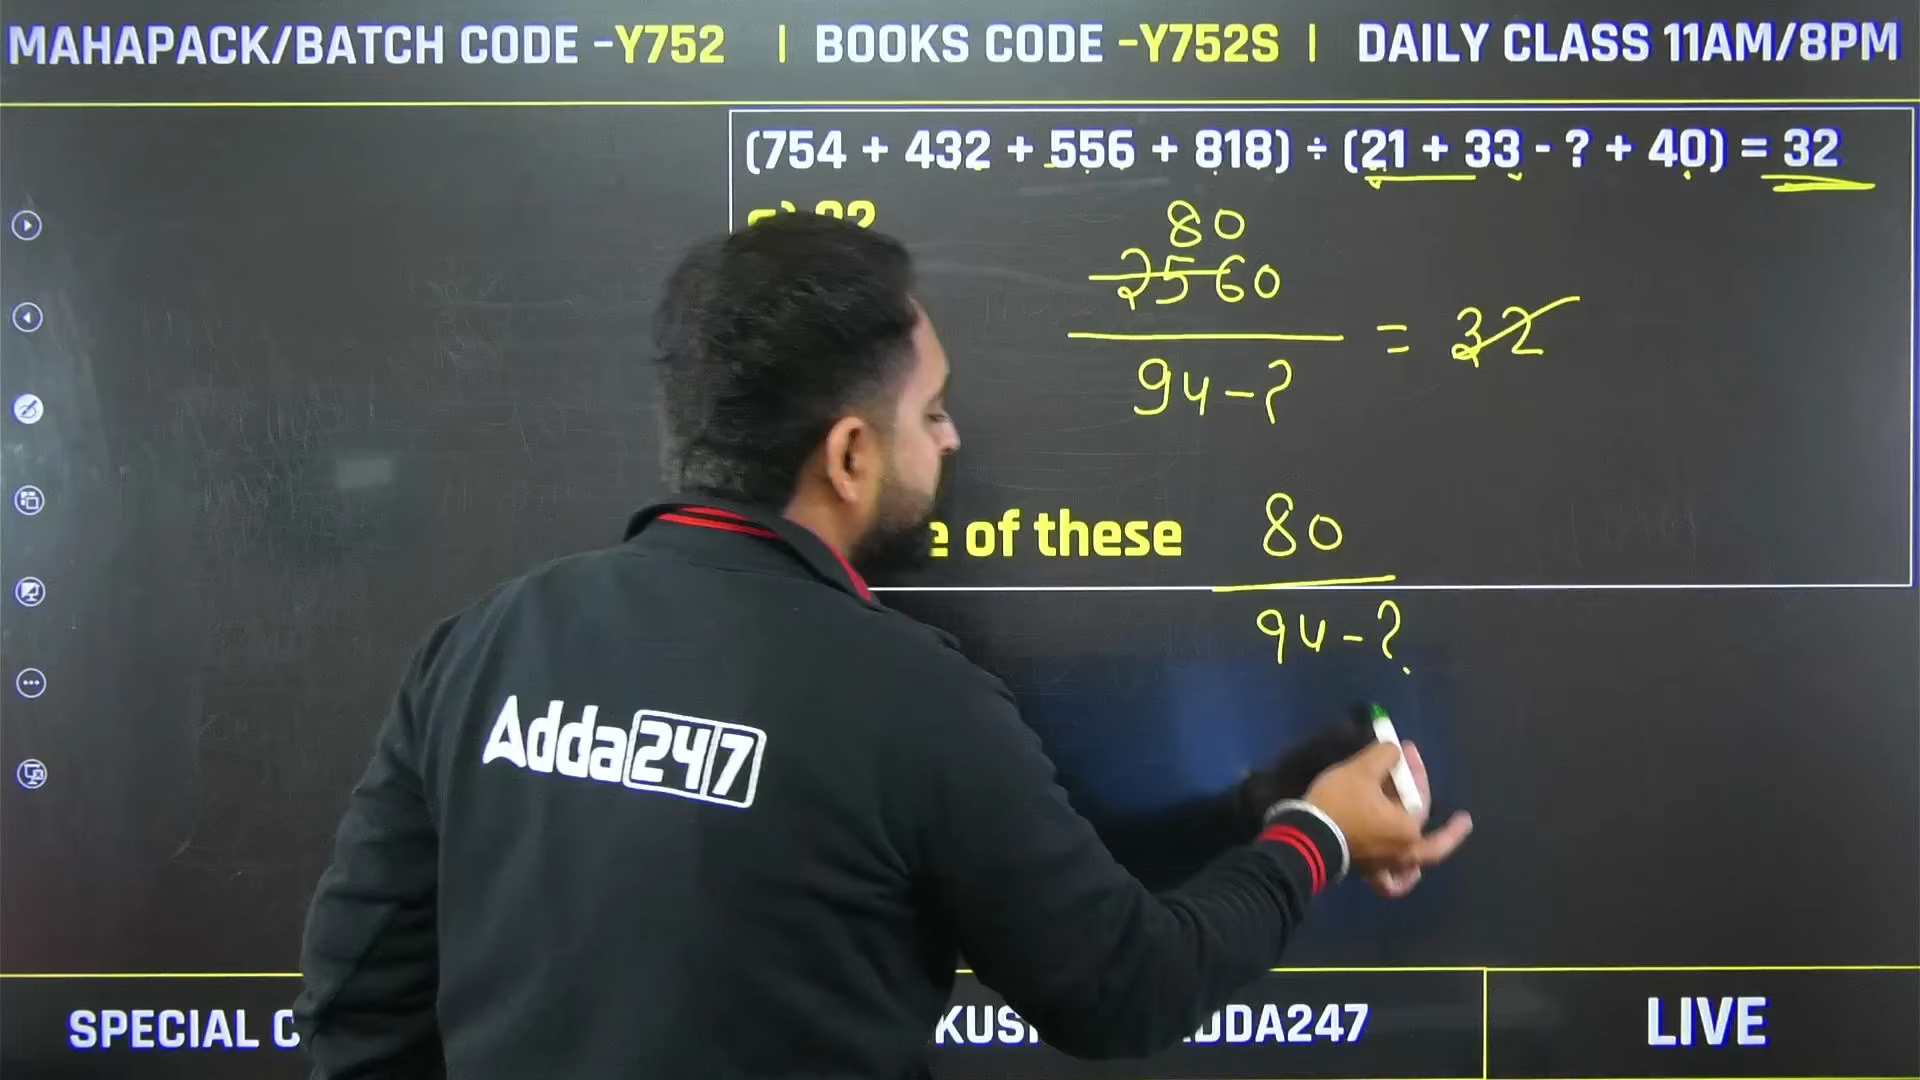 MAHAPACK/BATCH CODE -Y752 | BOOKS CODE -Y752S | DAILY CLASS 11AM/8PM
(754 + 432 + 556 + 818) ÷ (21 + 33 - ? + 40) = 32
80
2560
94-?
= 32
of these
80
94-?
Adda247
SPECIAL
LIVE